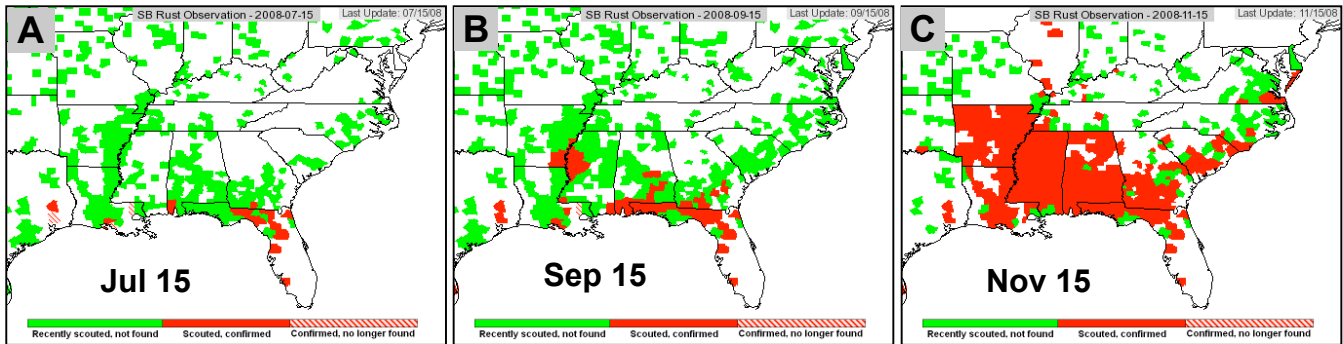 A
SB Rust Observation - 2008-07-15
Last Update: 07/15/08
Jul 15
Recently scouted, not found
Scouted, confirmed
Confirmed, no longer found
B
SB Rust Observation - 2008-09-15
Last Update: 09/15/08
Sep 15
Recently scouted, not found
Scouted, confirmed
Confirmed, no longer found
C
SB Rust Observation - 2008-11-15
Last Update: 11/15/08
Nov 15
Recently scouted, not found
Scouted, confirmed
Confirmed, no longer found